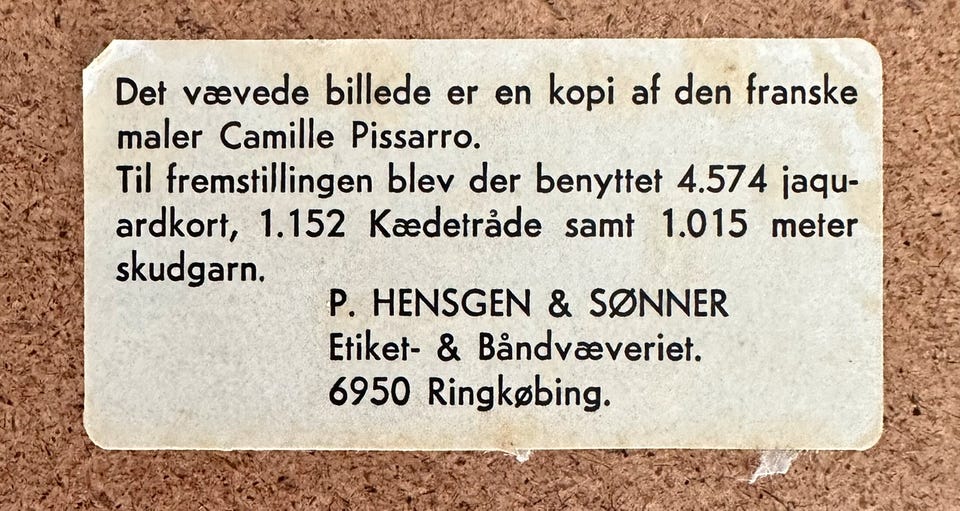 Det vævede billede er en kopi af den franske
maler Camille Pissarro.
Til fremstillingen blev der benyttet 4.574 jaqu-
ardkort, 1.152 Kædetråde samt 1.015 meter
skudgarn.
P. HENSGEN & SØNNER
Etiket- & Båndvæveriet.
6950 Ringkøbing.